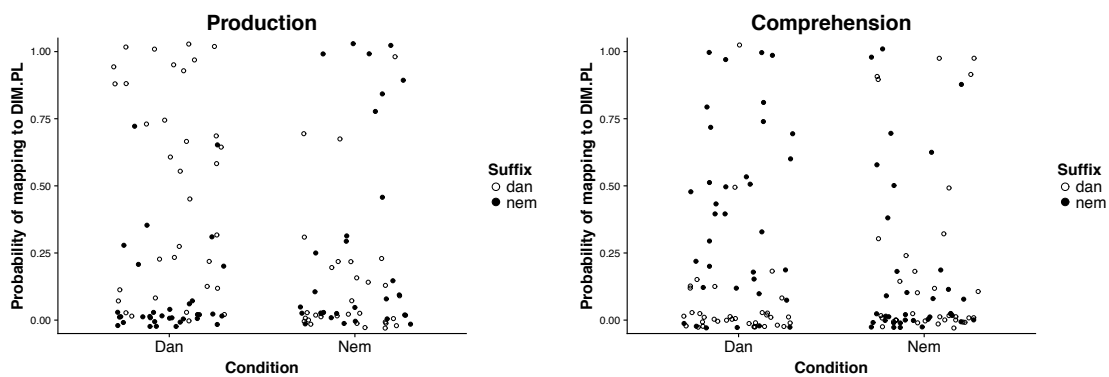 Production
Probability of mapping to DIM.PL
1.00
0.75
0.50
0.25
0.00
Dan
Nem
Condition
Suffix
dan
nem
Comprehension
Probability of mapping to DIM.PL
1.00
0.75
0.50
0.25
0.00
Dan
Nem
Condition
Suffix
dan
nem